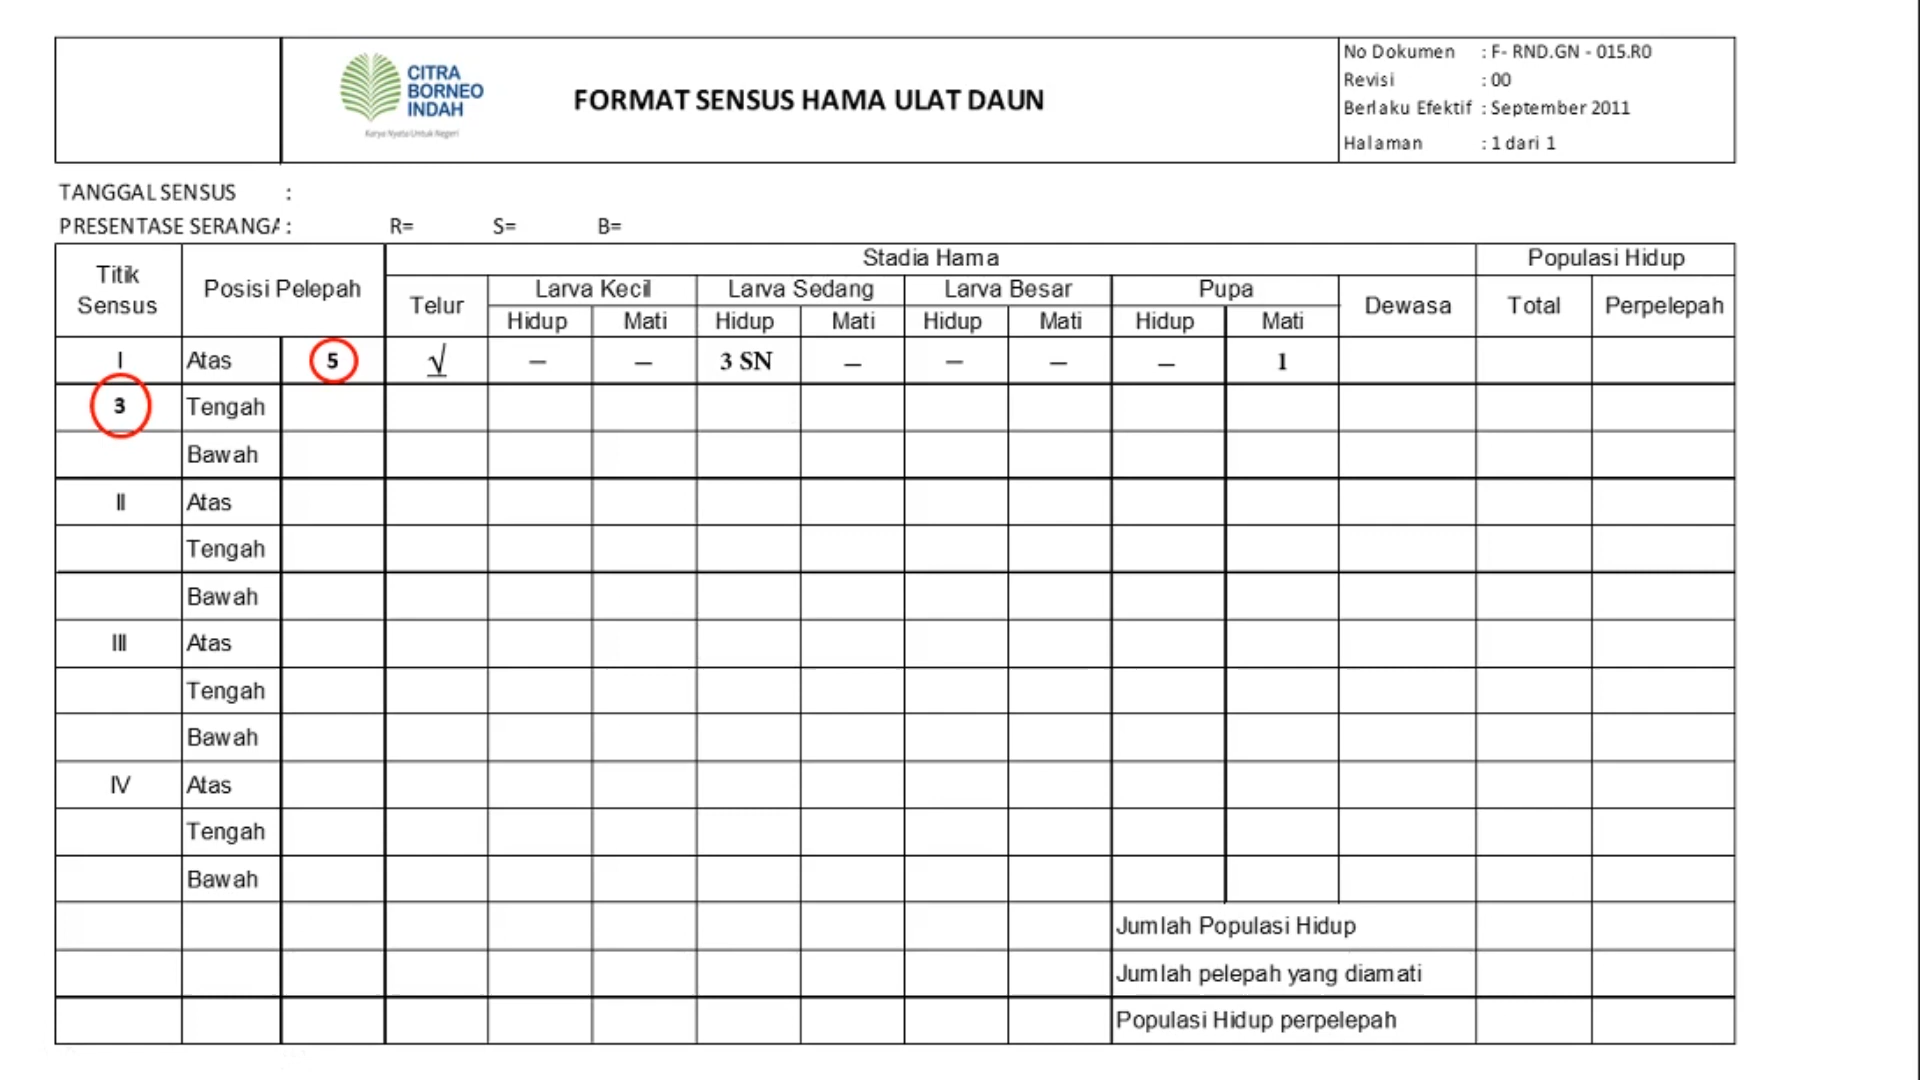 CITRA
BORNEO
INDAH
Karya Nyata Untuk Negeri
FORMAT SENSUS HAMA ULAT DAUN
No Dokumen : F- RND.GN - 015.R0
Revisi : 00
Berlaku Efektif : September 2011
Halaman : 1 dari 1
TANGGAL SENSUS :
PRESENTASE SERANGA : R= S= B=
Titik Sensus Posisi Pelepah Stadia Hama Populasi Hidup
Telur Larva Kecil Larva Sedang Larva Besar Pupa Dewasa Total Perpelepah
Hidup Mati Hidup Mati Hidup Mati Hidup Mati
I Atas 5 √ – – 3 SN – – – – 1
3 Tengah
Bawah
II Atas
Tengah
Bawah
III Atas
Tengah
Bawah
IV Atas
Tengah
Bawah
Jumlah Populasi Hidup
Jumlah pelepah yang diamati
Populasi Hidup perpelepah